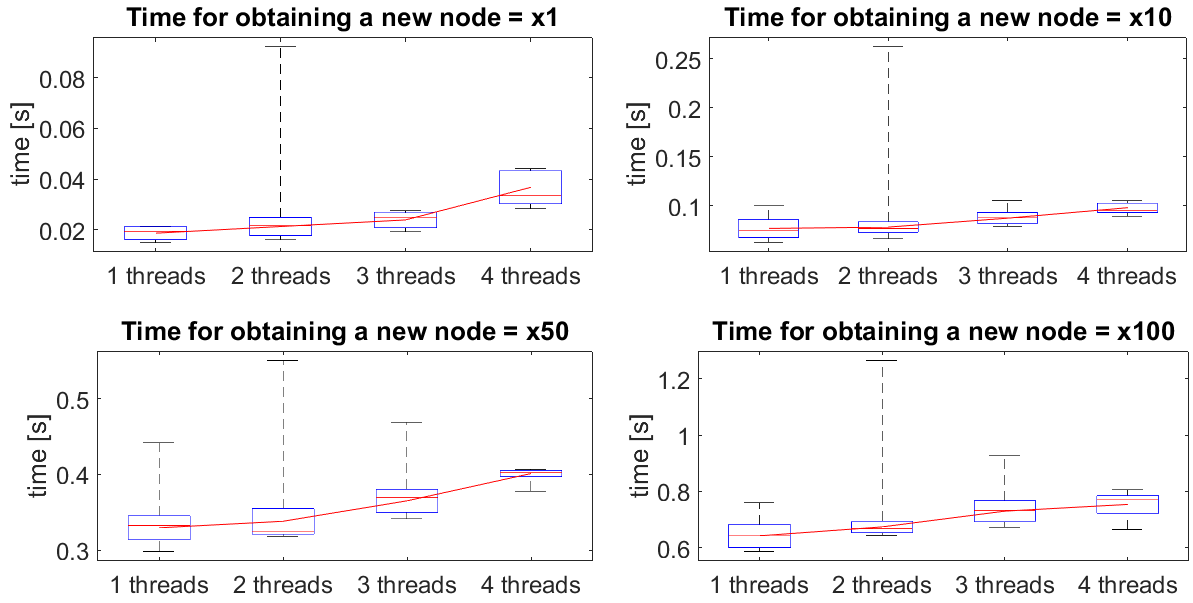 Time for obtaining a new node = x1
time [s]
0.08
0.06
0.04
0.02
1 threads 2 threads 3 threads 4 threads
Time for obtaining a new node = x10
time [s]
0.25
0.2
0.15
0.1
1 threads 2 threads 3 threads 4 threads
Time for obtaining a new node = x50
time [s]
0.5
0.4
0.3
1 threads 2 threads 3 threads 4 threads
Time for obtaining a new node = x100
time [s]
1.2
1
0.8
0.6
1 threads 2 threads 3 threads 4 threads